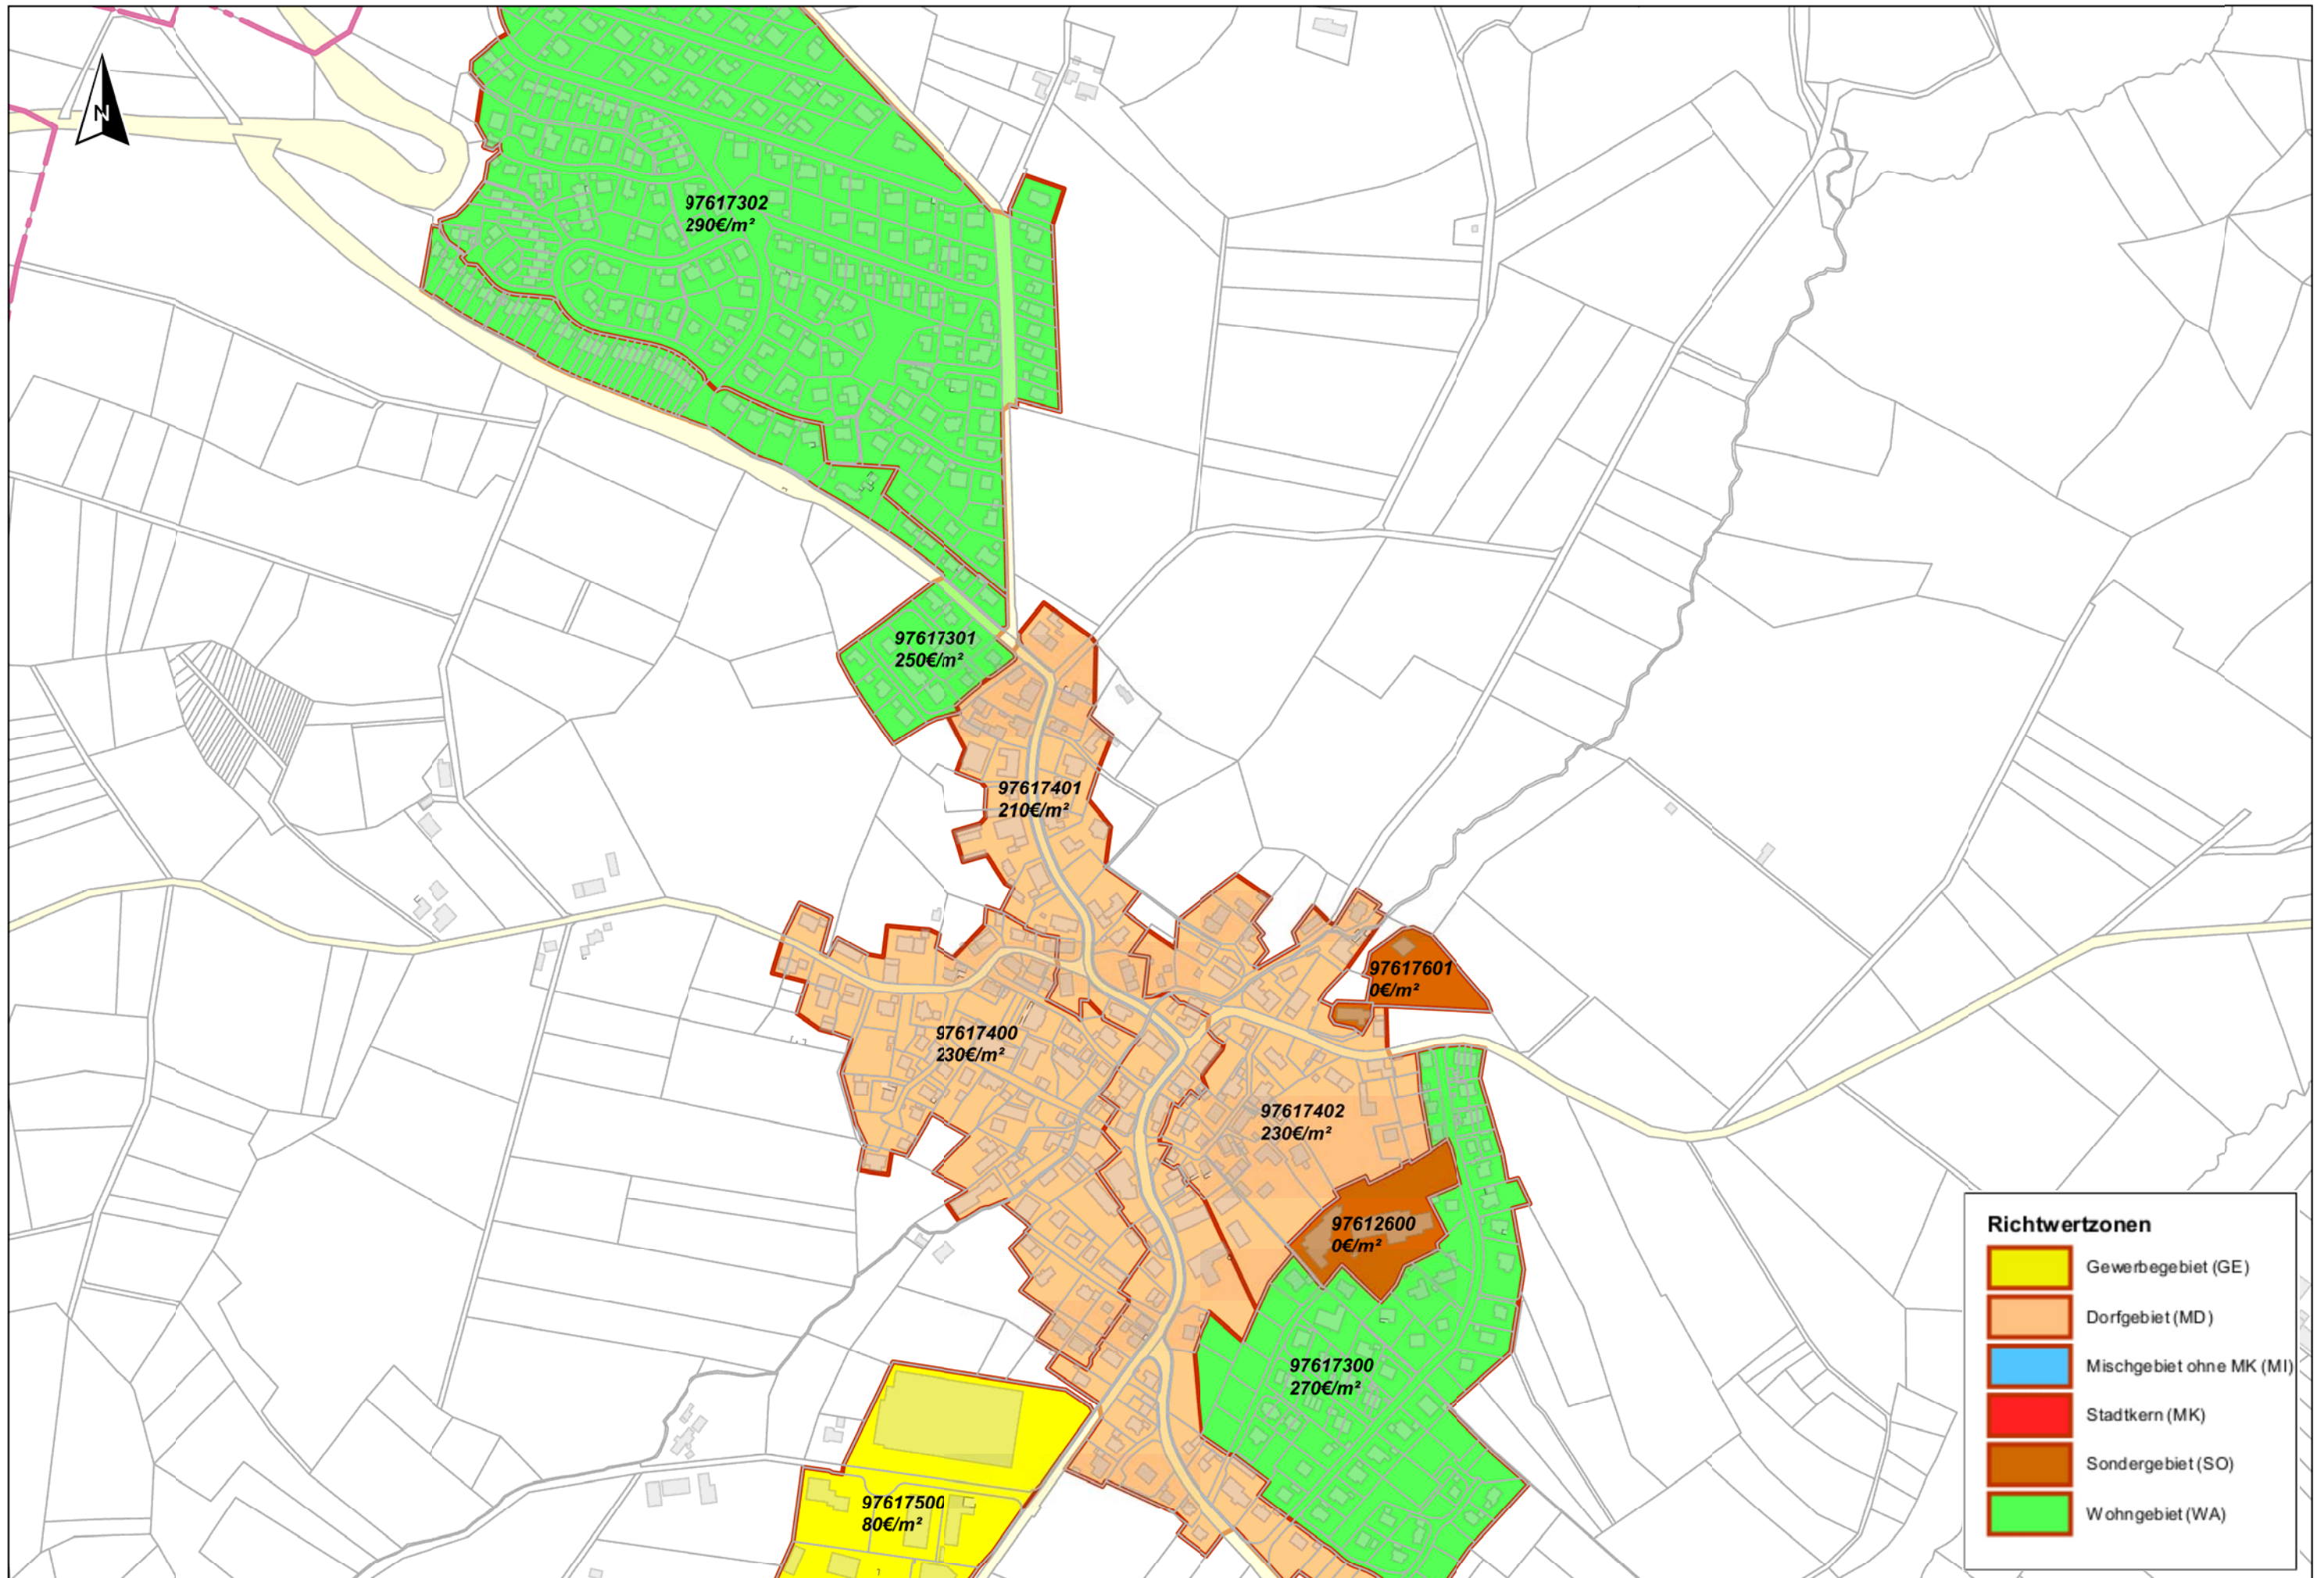 N
97617302
290€/m²
97617301
250€/m²
97617401
210€/m²
97617601
0€/m²
97617400
230€/m²
97617402
230€/m²
97612600
0€/m²
97617300
270€/m²
97617500
80€/m²
Richtwertzonen
Gewerbegebiet (GE)
Dorfgebiet (MD)
Mischgebiet ohne MK (MI)
Stadtkern (MK)
Sondergebiet (SO)
Wohngebiet (WA)